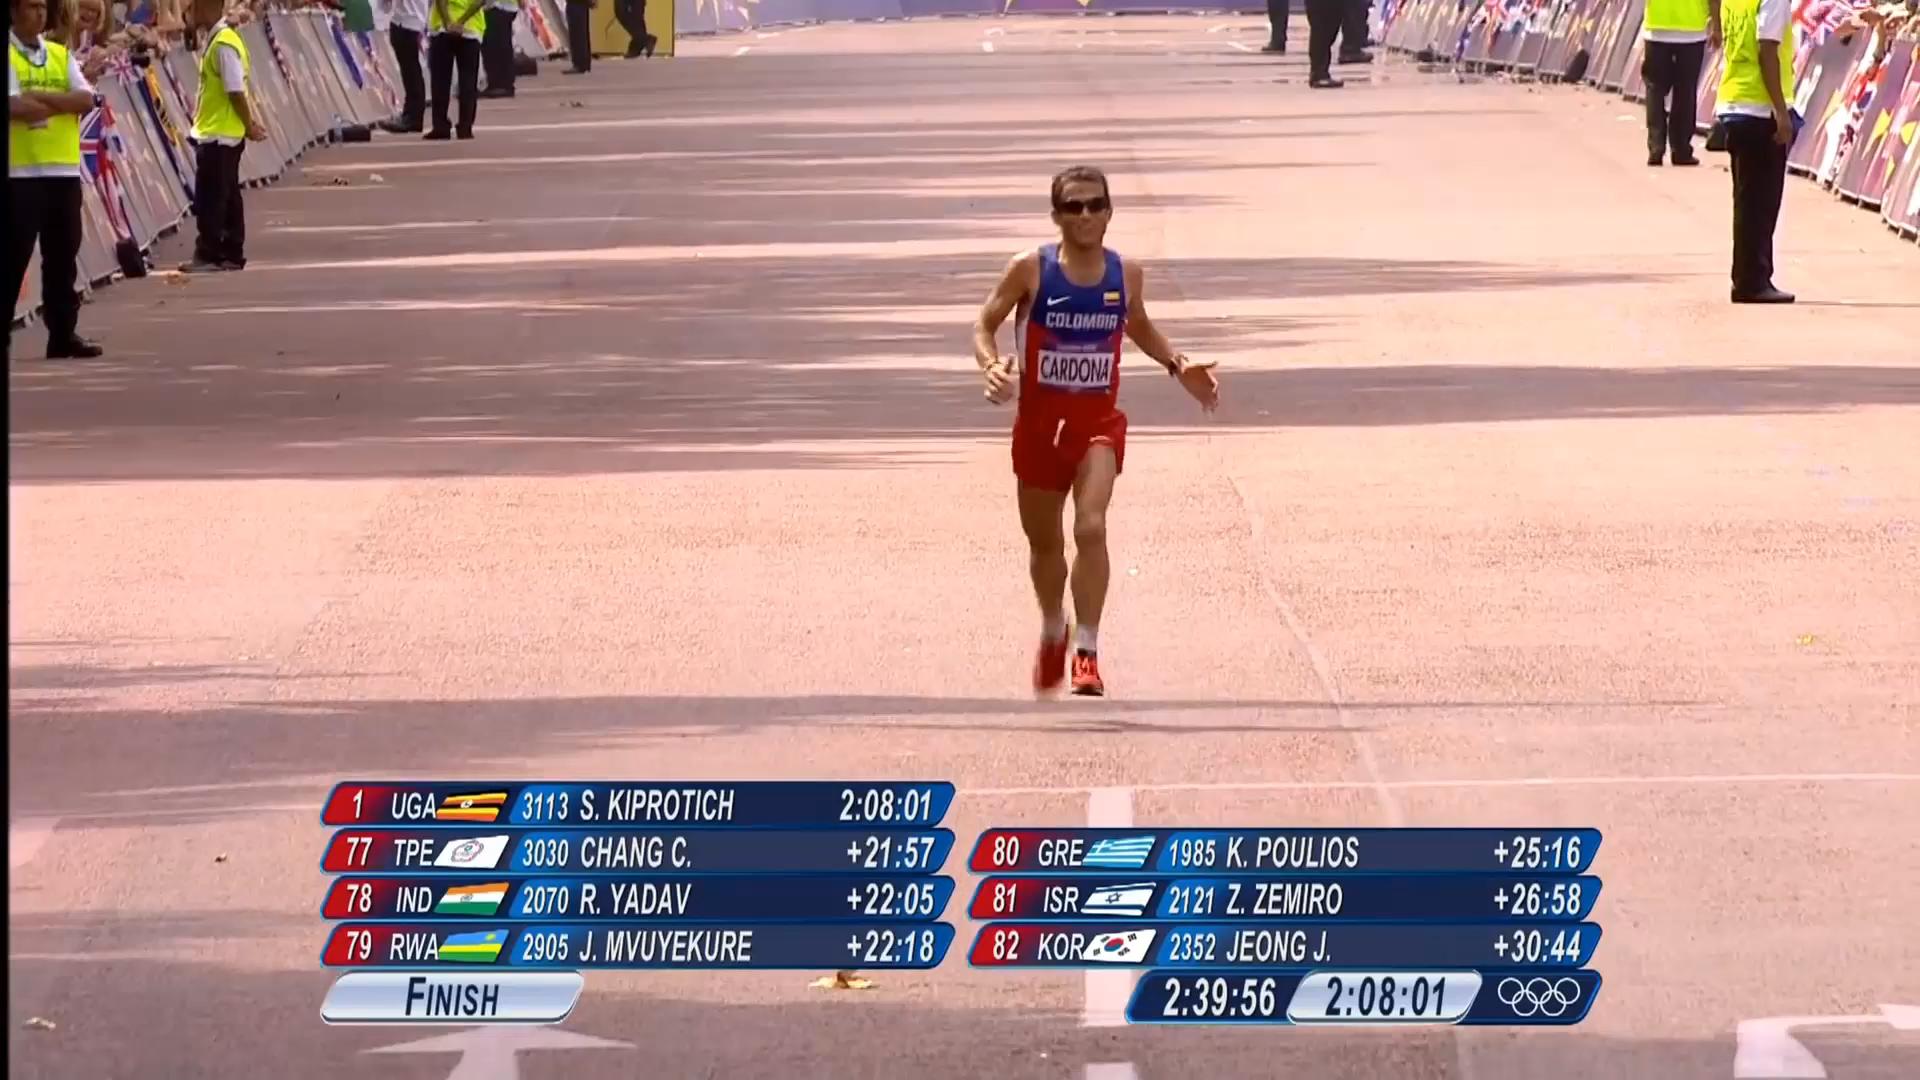 COLOMBIA
CARDONA
1 UGA 3113 S. KIPROTICH 2:08:01
77 TPE 3030 CHANG C. +21:57
78 IND 2070 R. YADAV +22:05
79 RWA 2905 J. MVUYEKURE +22:18
80 GRE 1985 K. POULIOS +25:16
81 ISR 2121 Z. ZEMIRO +26:58
82 KOR 2352 JEONG J. +30:44
FINISH
2:39:56 2:08:01